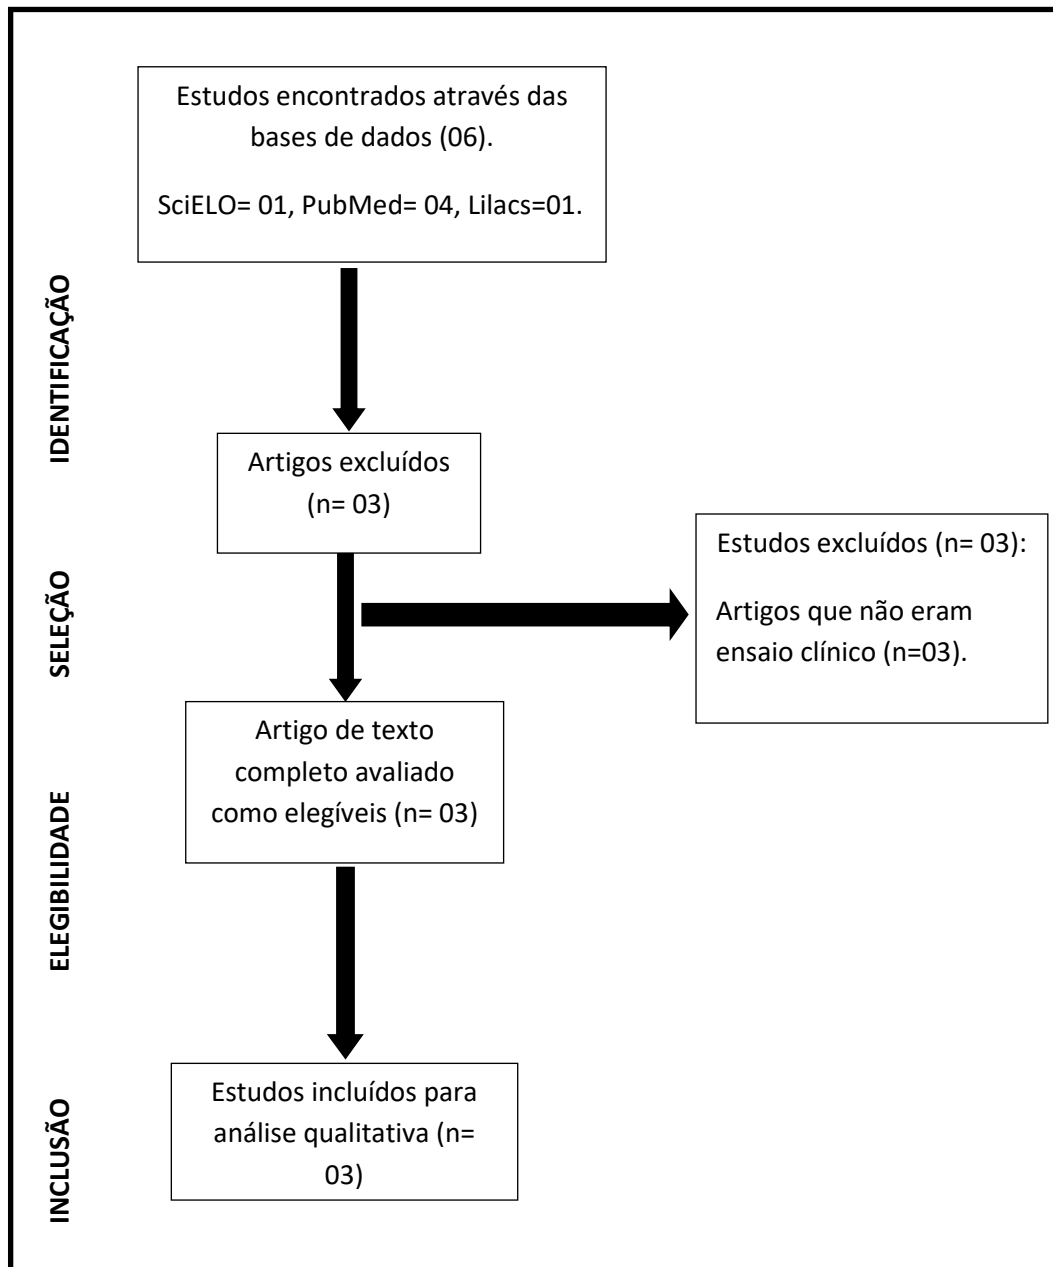 Estudos encontrados através das
bases de dados (06).
SciELO= 01, PubMed= 04, Lilacs=01.
IDENTIFICAÇÃO
Artigos excluídos
(n= 03)
SELEÇÃO
Estudos excluídos (n= 03):
Artigos que não eram
ensaio clínico (n=03).
Artigo de texto
completo avaliado
como elegíveis (n= 03)
ELEGIBILIDADE
Estudos incluídos para
análise qualitativa (n=
03)
INCLUSÃO